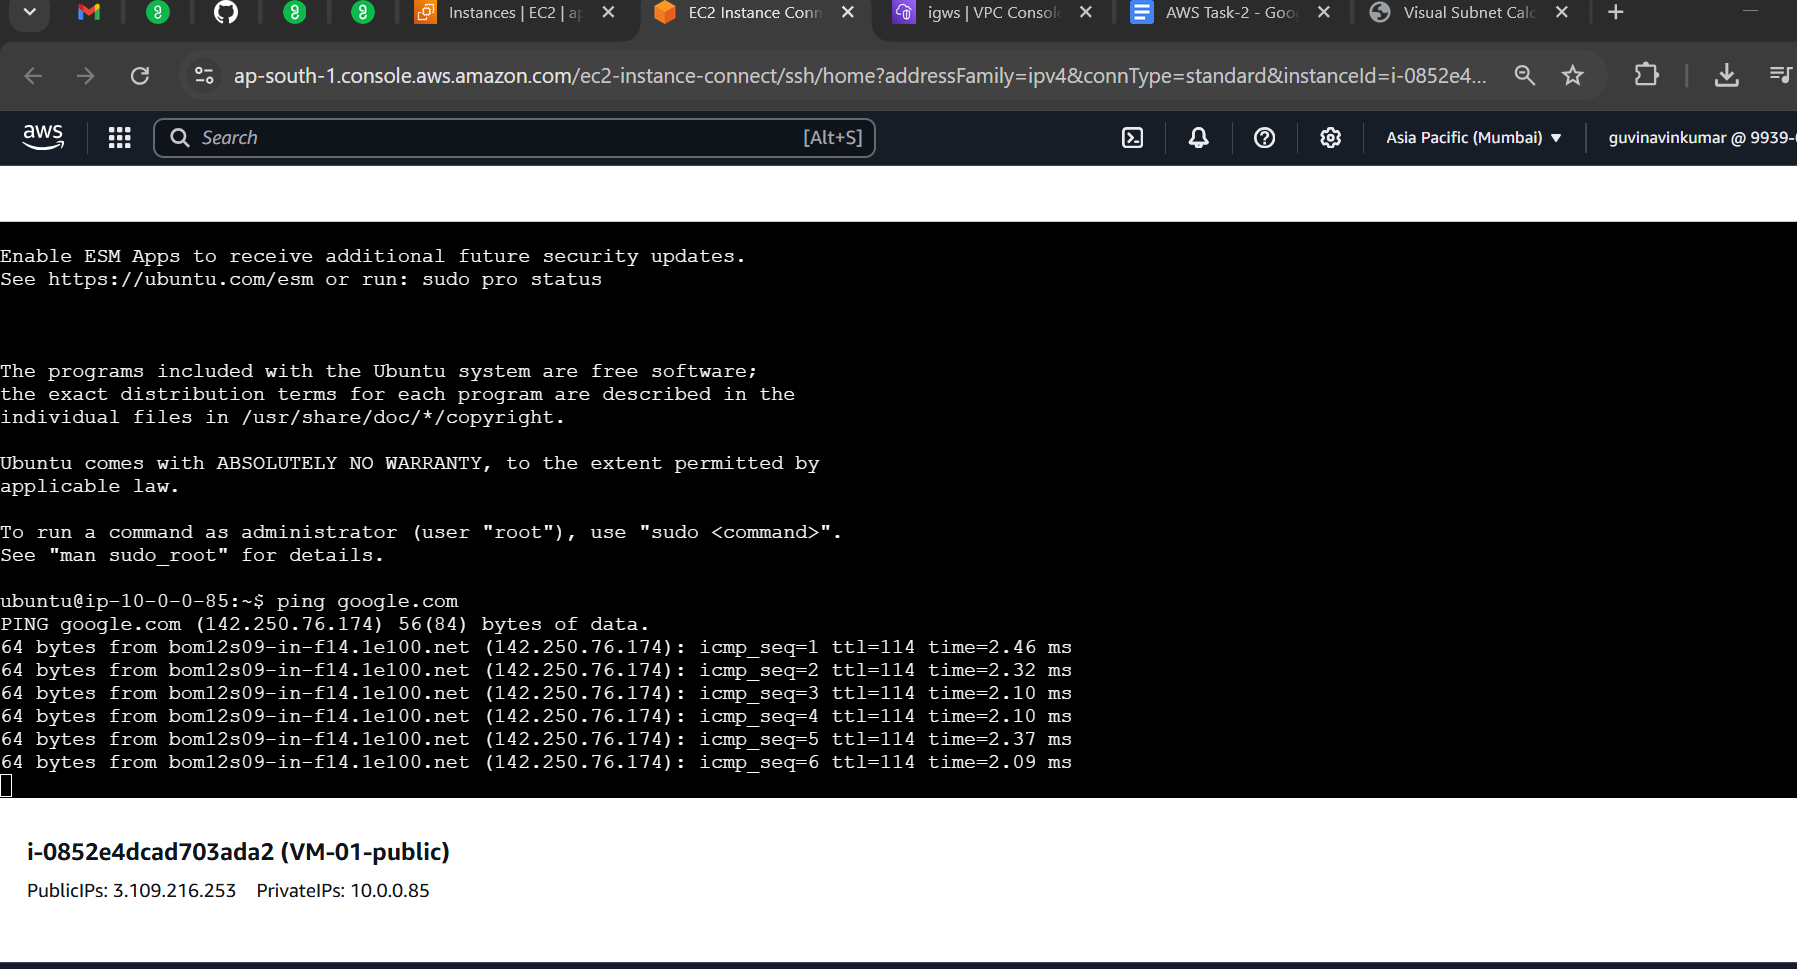 Instances | EC2 | ap
EC2 Instance Conn
igws | VPC Console
AWS Task-2 - Goog
Visual Subnet Calc
ap-south-1.console.aws.amazon.com/ec2-instance-connect/ssh/home?addressFamily=ipv4&connType=standard&instanceId=i-0852e4...
aws
Search
[Alt+S]
Asia Pacific (Mumbai)
guvinavinkumar @ 9939-
Enable ESM Apps to receive additional future security updates.
See https://ubuntu.com/esm or run: sudo pro status
The programs included with the Ubuntu system are free software;
the exact distribution terms for each program are described in the
individual files in /usr/share/doc/*/copyright.
Ubuntu comes with ABSOLUTELY NO WARRANTY, to the extent permitted by
applicable law.
To run a command as administrator (user "root"), use "sudo <command>".
See "man sudo_root" for details.
ubuntu@ip-10-0-0-85:~$ ping google.com
PING google.com (142.250.76.174) 56(84) bytes of data.
64 bytes from bom12s09-in-f14.1e100.net (142.250.76.174): icmp_seq=1 ttl=114 time=2.46 ms
64 bytes from bom12s09-in-f14.1e100.net (142.250.76.174): icmp_seq=2 ttl=114 time=2.32 ms
64 bytes from bom12s09-in-f14.1e100.net (142.250.76.174): icmp_seq=3 ttl=114 time=2.10 ms
64 bytes from bom12s09-in-f14.1e100.net (142.250.76.174): icmp_seq=4 ttl=114 time=2.10 ms
64 bytes from bom12s09-in-f14.1e100.net (142.250.76.174): icmp_seq=5 ttl=114 time=2.37 ms
64 bytes from bom12s09-in-f14.1e100.net (142.250.76.174): icmp_seq=6 ttl=114 time=2.09 ms
i-0852e4dcad703ada2 (VM-01-public)
PublicIPs: 3.109.216.253 PrivateIPs: 10.0.0.85